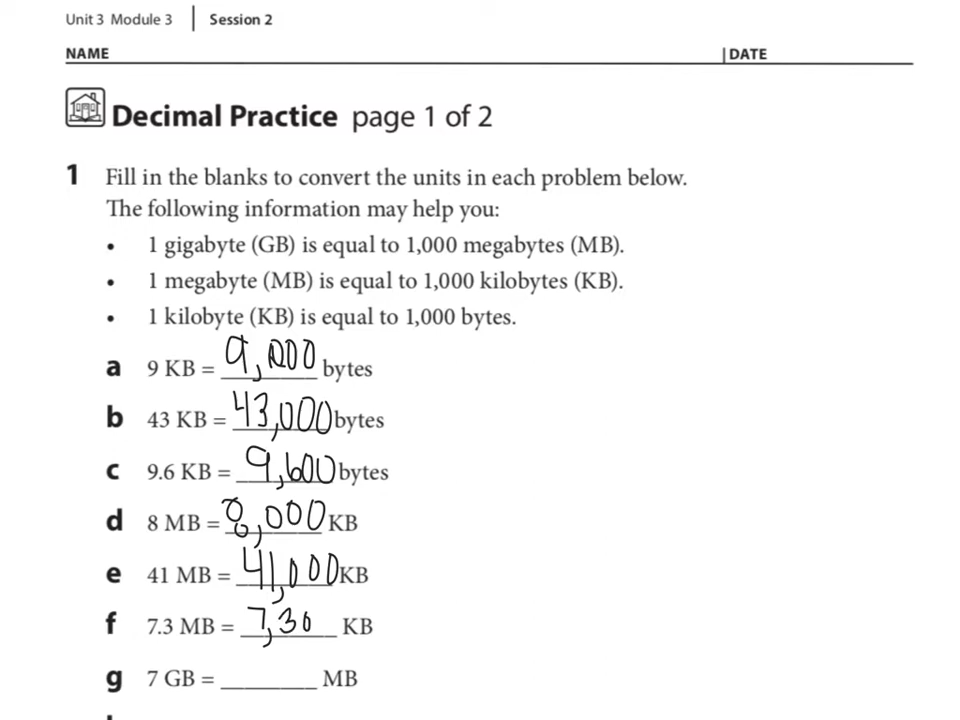 Unit 3 Module 3 | Session 2
NAME | DATE
Decimal Practice page 1 of 2
1 Fill in the blanks to convert the units in each problem below.
The following information may help you:
• 1 gigabyte (GB) is equal to 1,000 megabytes (MB).
• 1 megabyte (MB) is equal to 1,000 kilobytes (KB).
• 1 kilobyte (KB) is equal to 1,000 bytes.
a 9 KB = 9,000 bytes
b 43 KB = 43,000 bytes
c 9.6 KB = 9,600 bytes
d 8 MB = 8,000 KB
e 41 MB = 41,000 KB
f 7.3 MB = 7,30 KB
g 7 GB = ________ MB